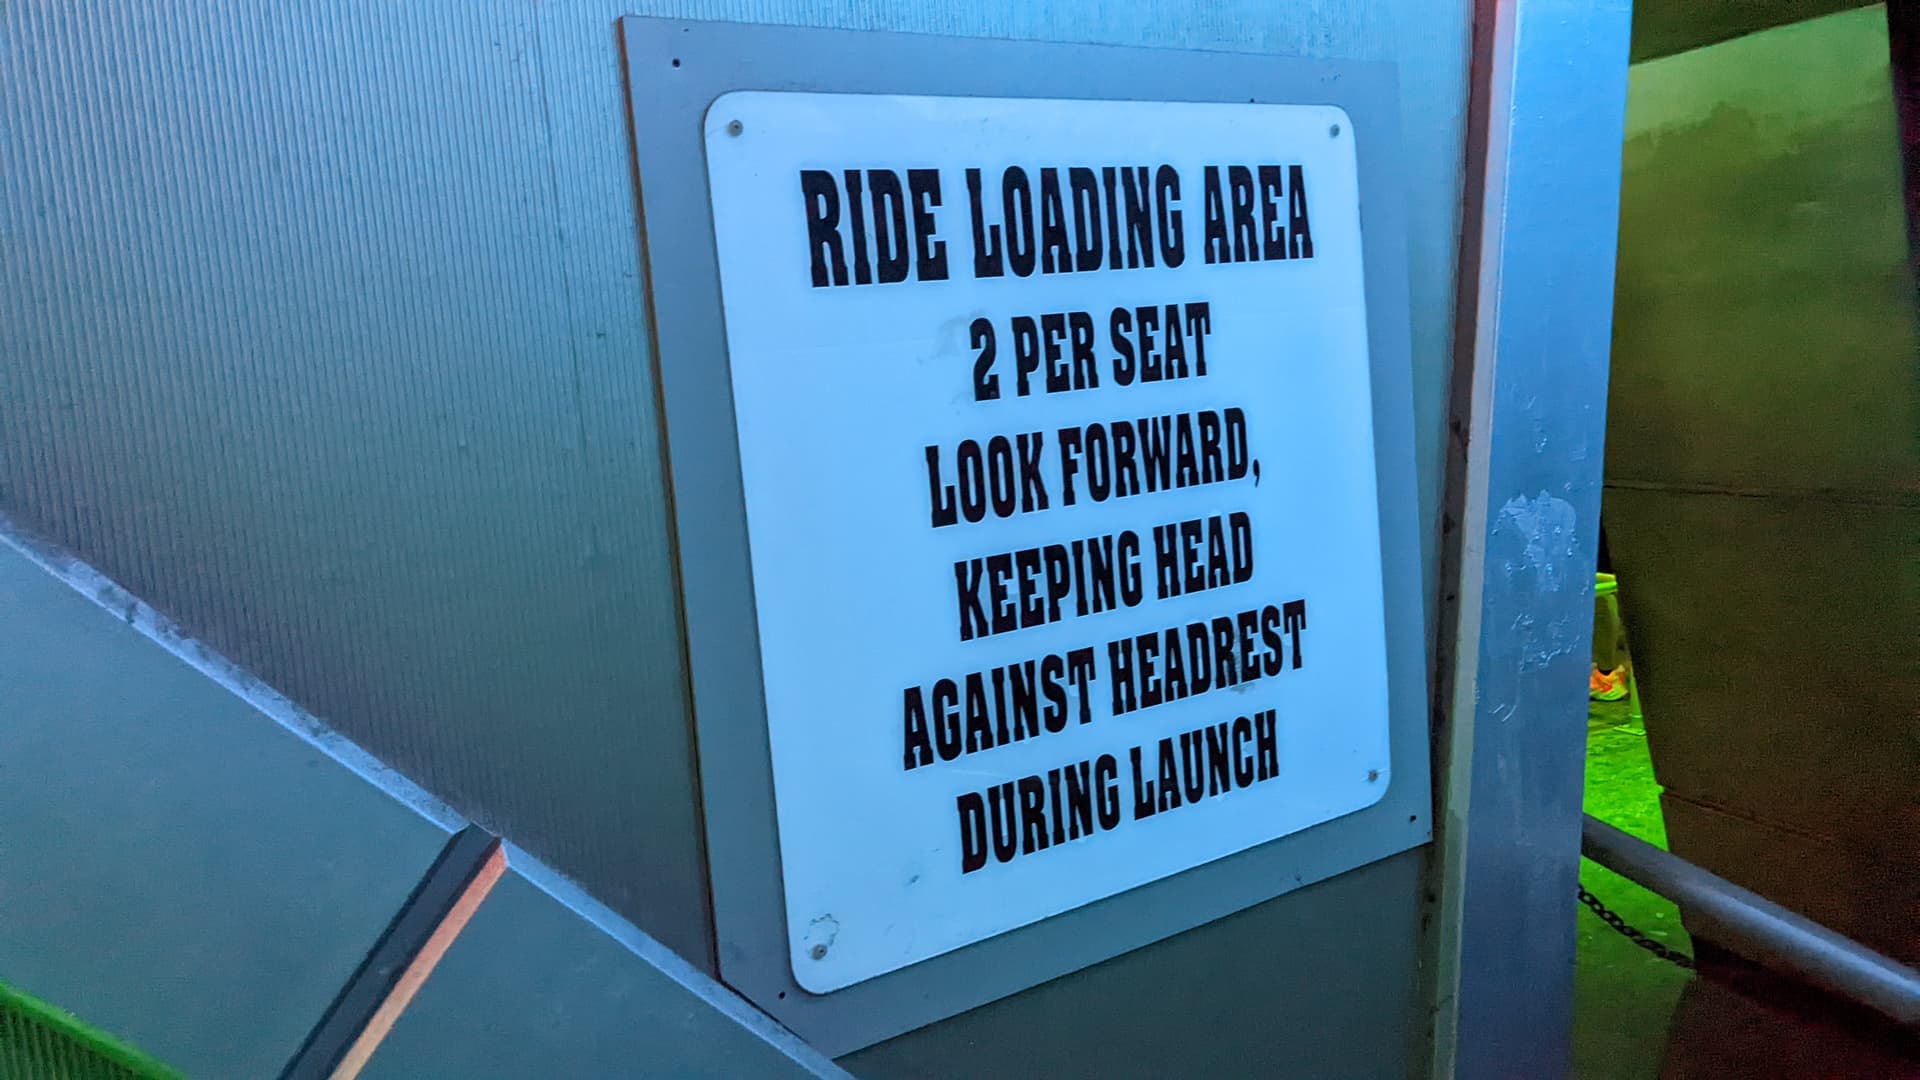 RIDE LOADING AREA
2 PER SEAT
LOOK FORWARD,
KEEPING HEAD
AGAINST HEADREST
DURING LAUNCH